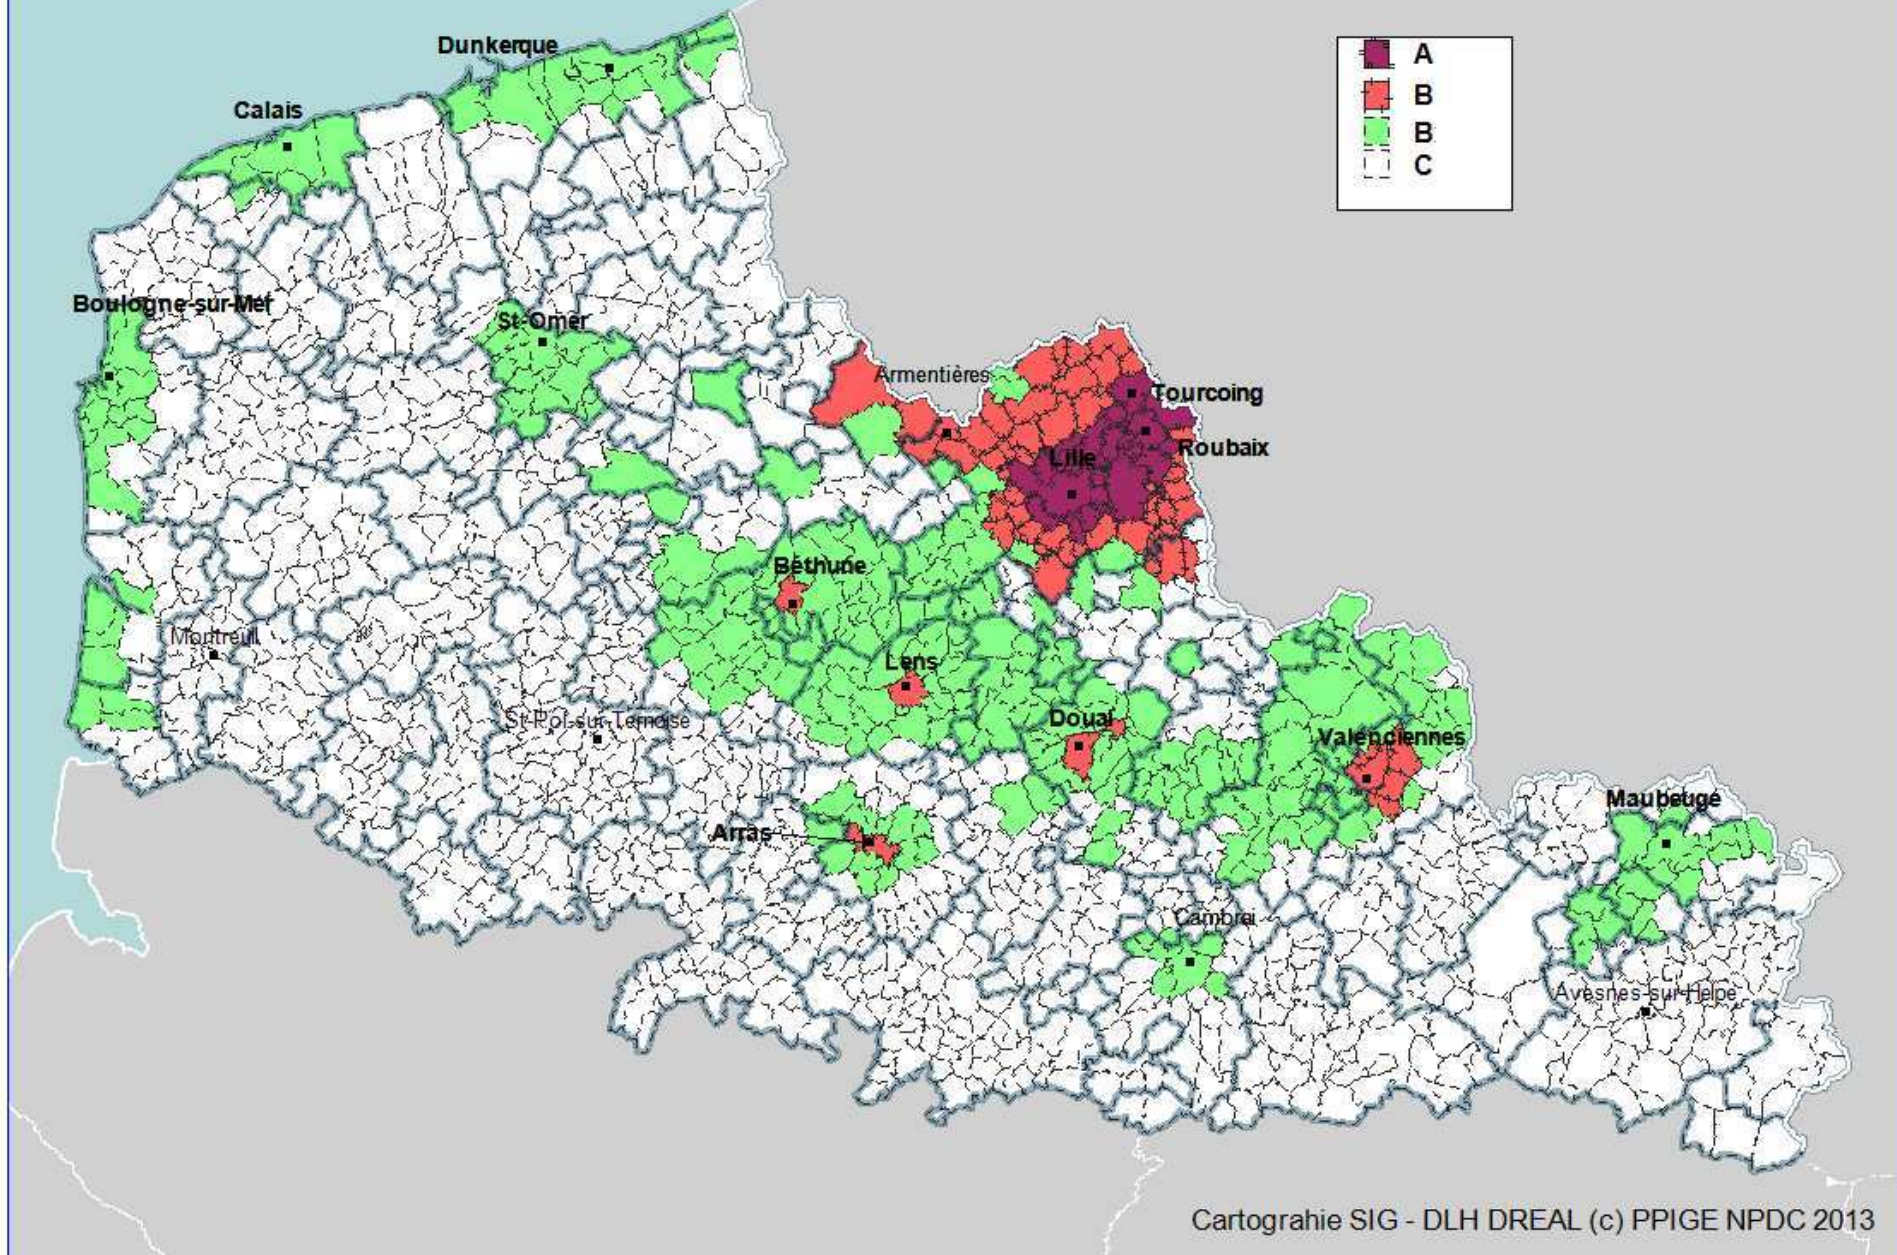 Dunkerque
Calais
A
B
B
C
Boulogne-sur-Mer
St-Omer
Armentières
Tourcoing
Roubaix
Lille
Béthune
Montreuil
Lens
St-Pol-sur-Ternoise
Douai
Valenciennes
Maubeuge
Arras
Cambrai
Avesnes-sur-Helpe
Cartograhie SIG - DLH DREAL (c) PPIGE NPDC 2013